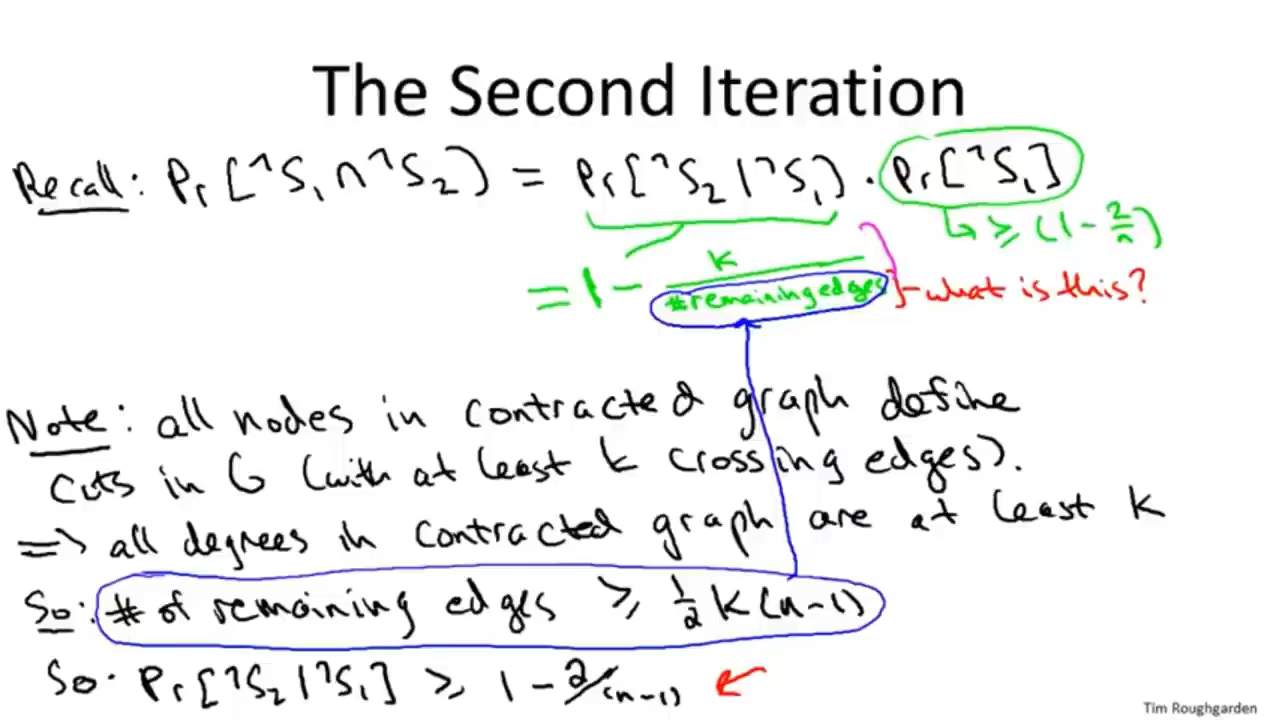 The Second Iteration
Recall: Pr[¬S₁∩¬S₂] = Pr[¬S₂|¬S₁] · Pr[¬S₁]
↳ ≥ (1 - 2/n)
= 1 - k / #remaining edges ] - what is this?
Note: all nodes in contracted graph define
cuts in G (with at least k crossing edges).
=> all degrees in contracted graph are at least k
So: # of remaining edges ≥ ½ k(n-1)
So: Pr[¬S₂|¬S₁] ≥ 1 - 2/(n-1) ←
Tim Roughgarden